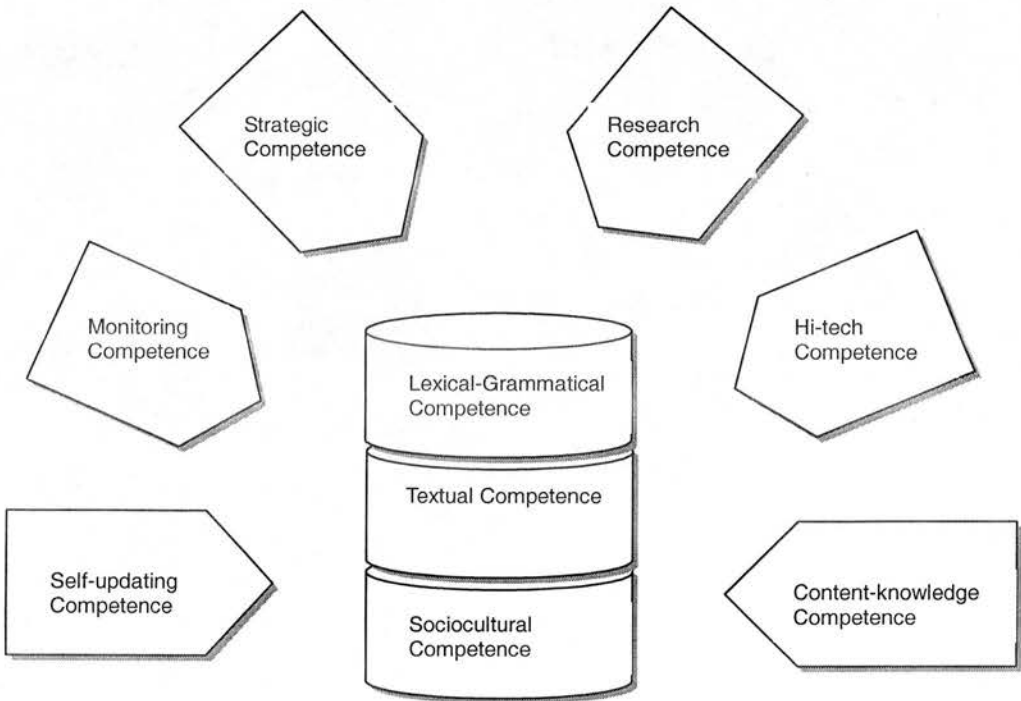 Strategic
Competence
Research
Competence
Monitoring
Competence
Hi-tech
Competence
Lexical-Grammatical
Competence
Textual Competence
Self-updating
Competence
Content-knowledge
Competence
Sociocultural
Competence